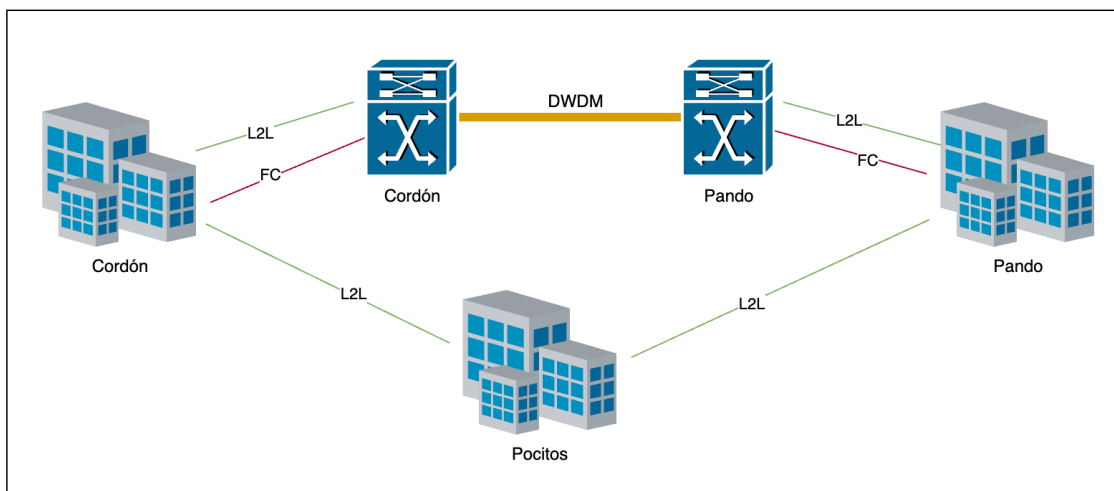 DWDM
L2L
L2L
FC
FC
Cordón
Pando
Cordón
Pando
L2L
L2L
Pocitos